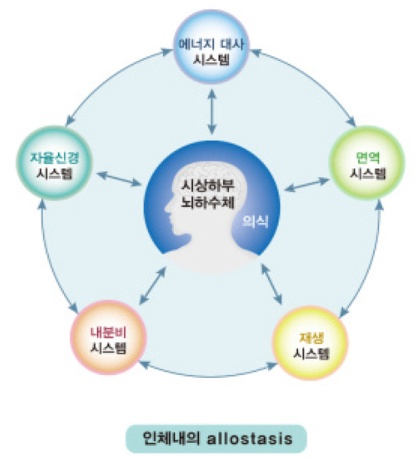 에너지 대사
시스템
자율신경
시스템
면역
시스템
시상하부
뇌하수체
의식
내분비
시스템
재생
시스템
인체내의 allostasis